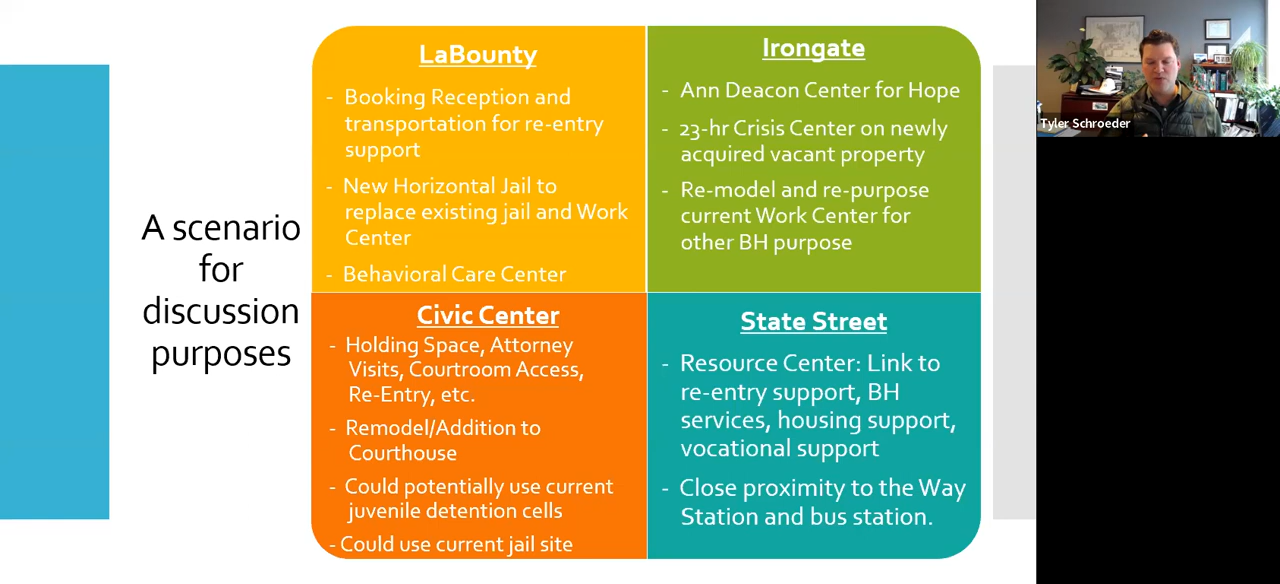 A scenario
for
discussion
purposes
LaBounty
- Booking Reception and
transportation for re-entry
support
- New Horizontal Jail to
replace existing jail and Work
Center
- Behavioral Care Center
Irongate
- Ann Deacon Center for Hope
- 23-hr Crisis Center on newly
acquired vacant property
- Re-model and re-purpose
current Work Center for
other BH purpose
Civic Center
- Holding Space, Attorney
Visits, Courtroom Access,
Re-Entry, etc.
- Remodel/Addition to
Courthouse
- Could potentially use current
juvenile detention cells
- Could use current jail site
State Street
- Resource Center: Link to
re-entry support, BH
services, housing support,
vocational support
- Close proximity to the Way
Station and bus station.
Tyler Schroeder